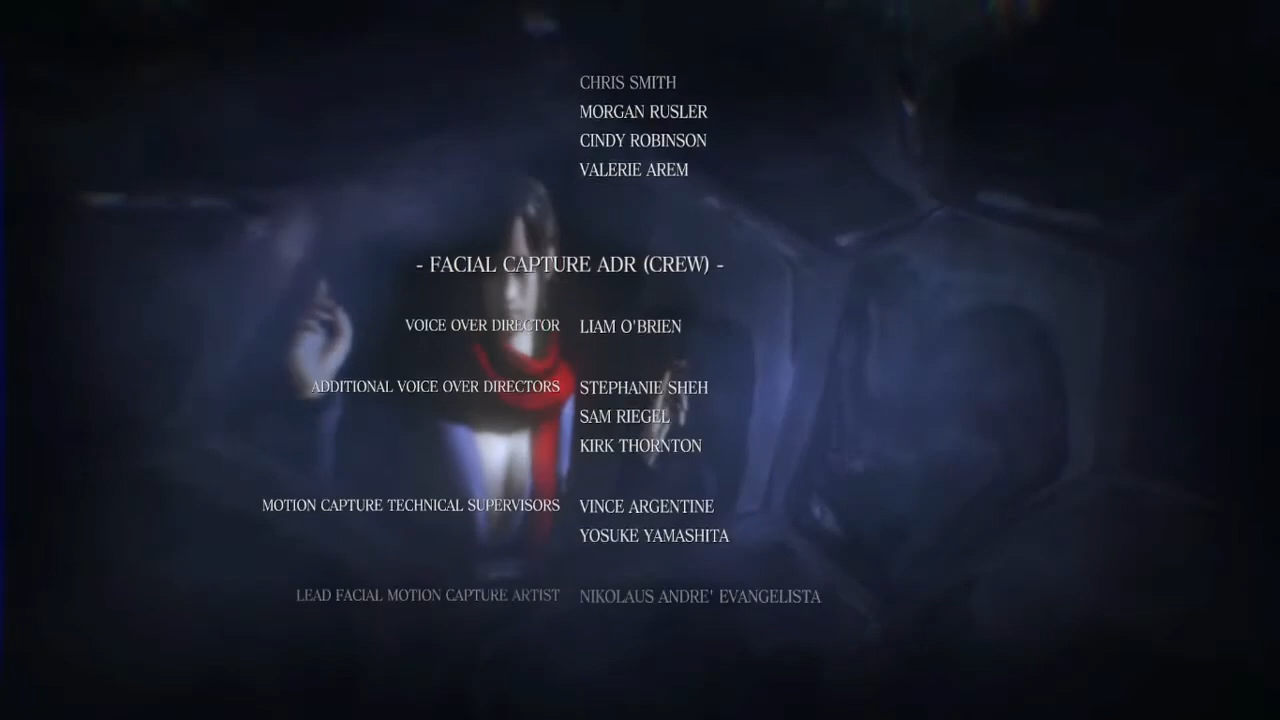 CHRIS SMITH
MORGAN RUSLER
CINDY ROBINSON
VALERIE AREM
- FACIAL CAPTURE ADR (CREW) -
VOICE OVER DIRECTOR LIAM O'BRIEN
ADDITIONAL VOICE OVER DIRECTORS STEPHANIE SHEH
SAM RIEGEL
KIRK THORNTON
MOTION CAPTURE TECHNICAL SUPERVISORS VINCE ARGENTINE
YOSUKE YAMASHITA
LEAD FACIAL MOTION CAPTURE ARTIST NIKOLAUS ANDRE' EVANGELISTA